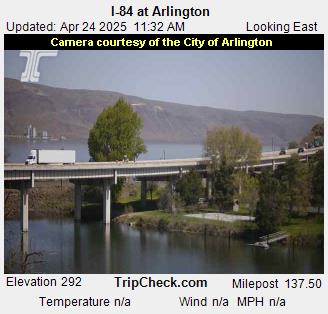 I-84 at Arlington
Updated: Apr 24 2025 11:32 AM Looking East
Camera courtesy of the City of Arlington
Elevation 292 TripCheck.com Milepost 137.50
Temperature n/a Wind n/a MPH n/a